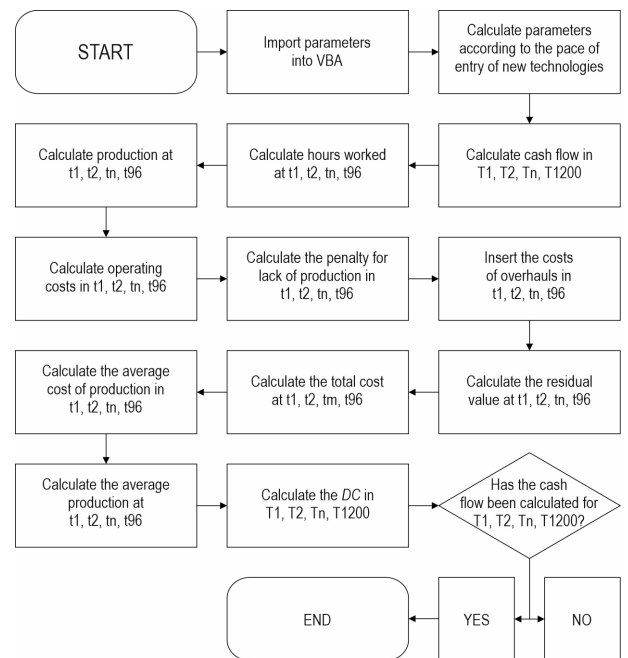 START
Import parameters
into VBA
Calculate parameters
according to the pace of
entry of new technologies
Calculate cash flow in
T1, T2, Tn, T1200
Calculate hours worked
at t1, t2, tn, t96
Calculate production at
t1, t2, tn, t96
Calculate operating
costs in t1, t2, tn, t96
Calculate the penalty for
lack of production in
t1, t2, tn, t96
Insert the costs
of overhauls in
t1, t2, tn, t96
Calculate the residual
value at t1, t2, tn, t96
Calculate the total cost
at t1, t2, tm, t96
Calculate the average
cost of production in
t1, t2, tn, t96
Calculate the average
production at
t1, t2, tn, t96
Calculate the DC in
T1, T2, Tn, T1200
Has the cash
flow been calculated for
T1, T2, Tn, T1200?
NO
YES
END